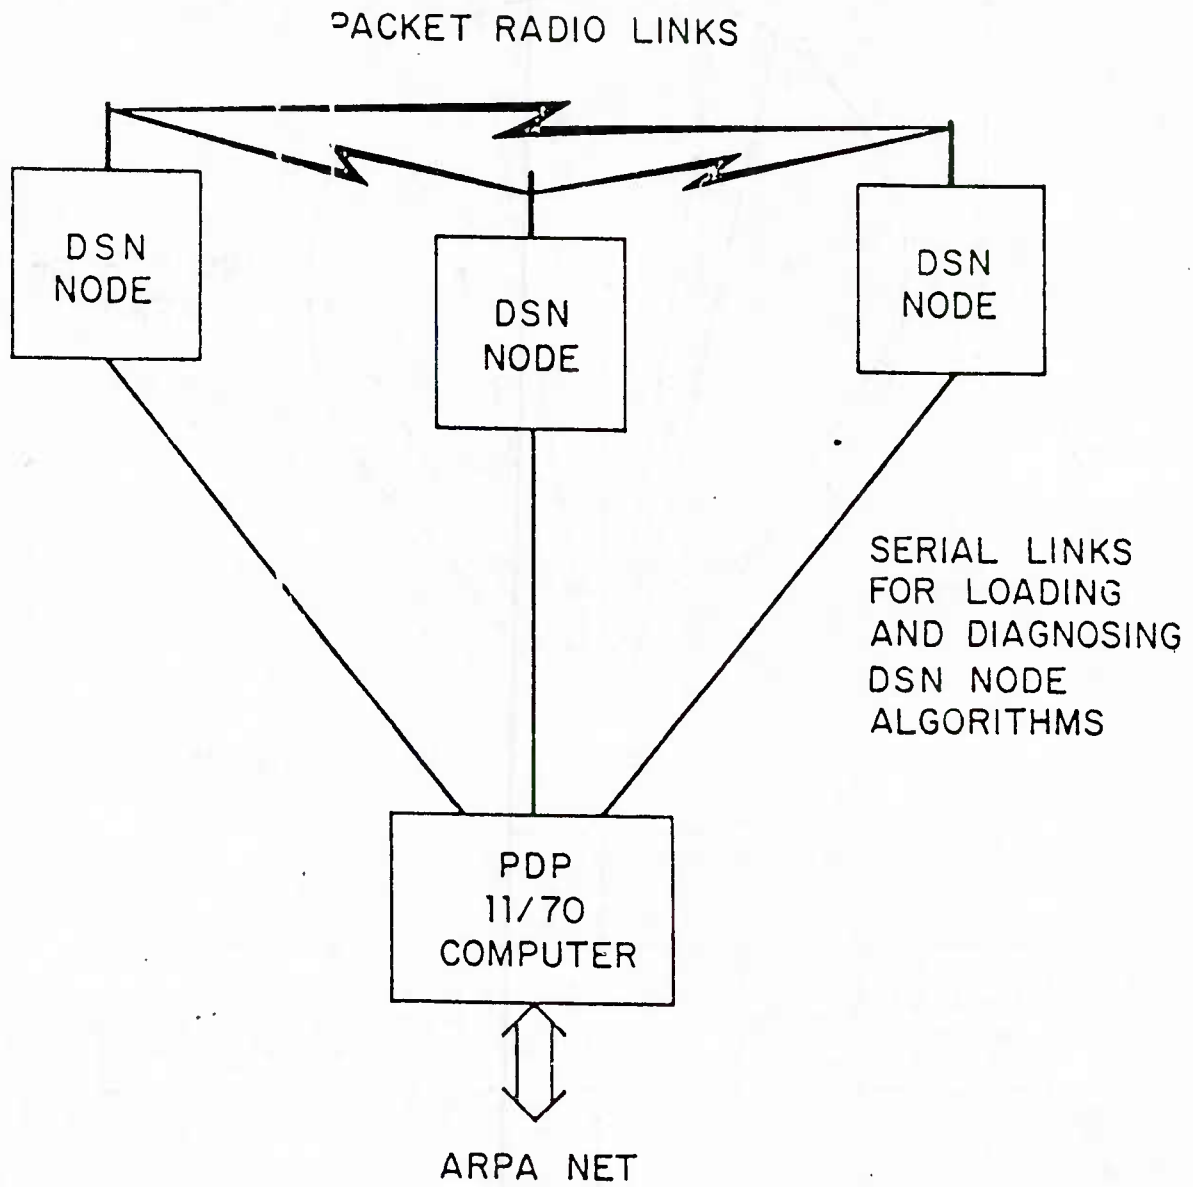 PACKET RADIO LINKS
DSN
NODE
DSN
NODE
DSN
NODE
SERIAL LINKS
FOR LOADING
AND DIAGNOSING
DSN NODE
ALGORITHMS
PDP
11/70
COMPUTER
ARPA NET